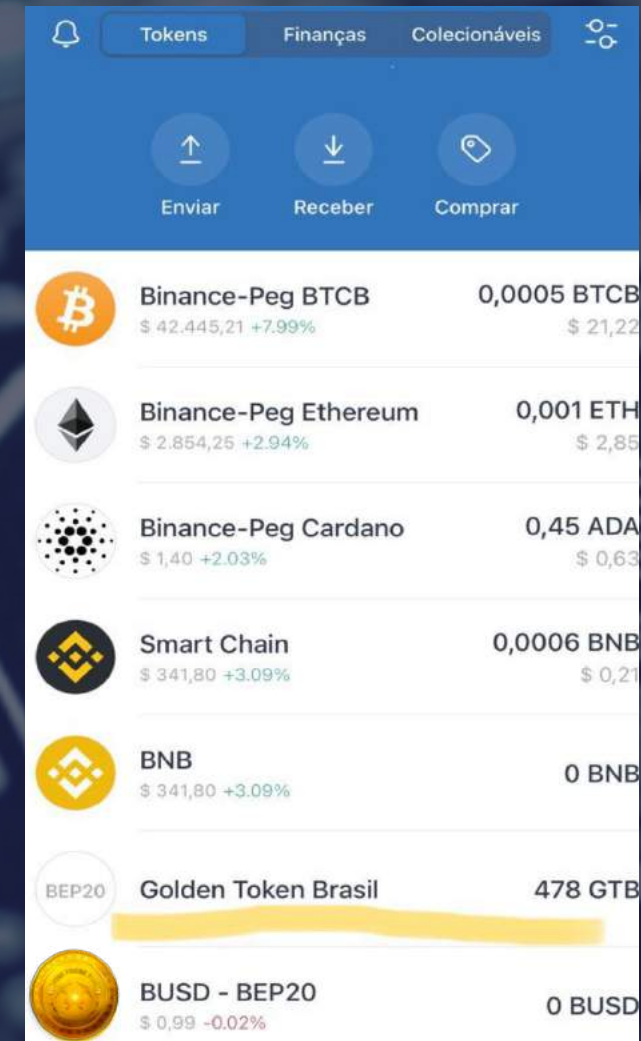 Tokens Finanças Colecionáveis
Enviar Receber Comprar
Binance-Peg BTCB 0,0005 BTCB
$ 42.445,21 +7.99% $ 21,22
Binance-Peg Ethereum 0,001 ETH
$ 2.854,25 +2.94% $ 2,85
Binance-Peg Cardano 0,45 ADA
$ 1,40 +2.03% $ 0,63
Smart Chain 0,0006 BNB
$ 341,80 +3.09% $ 0,21
BNB 0 BNB
$ 341,80 +3.09%
BEP20 Golden Token Brasil 478 GTB
BUSD - BEP20 0 BUSD
$ 0,99 -0.02%